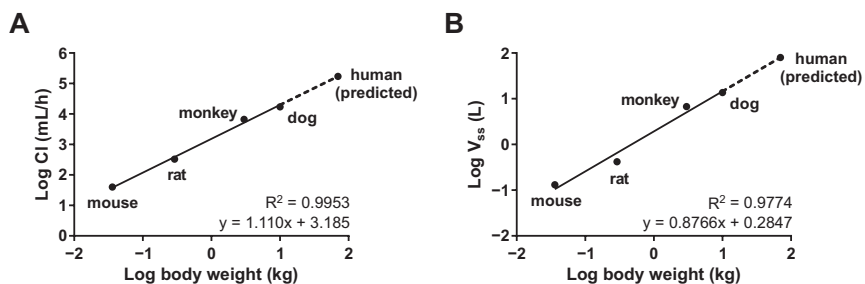 A
Log Cl (mL/h)
6
5
4
3
2
1
0
−2
−1
0
1
2
Log body weight (kg)
mouse
rat
monkey
dog
human
(predicted)
R² = 0.9953
y = 1.110x + 3.185
B
Log Vss (L)
2
1
0
−1
−2
−2
−1
0
1
2
Log body weight (kg)
mouse
rat
monkey
dog
human
(predicted)
R² = 0.9774
y = 0.8766x + 0.2847